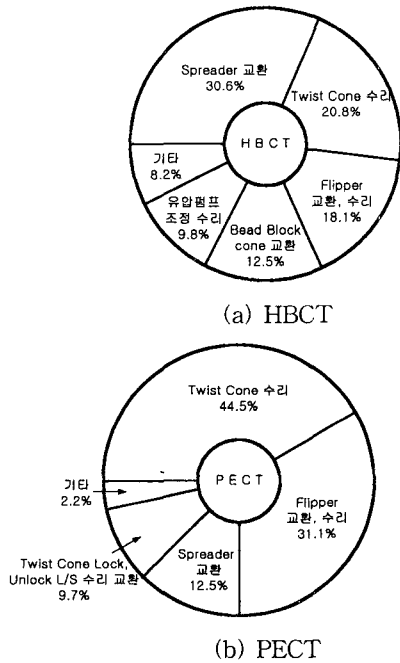 Spreader 교환
30.6%
Twist Cone 수리
20.8%
HBCT
기타
8.2%
Flipper
교환, 수리
18.1%
유압펌프
조정 수리
9.8%
Bead Block
cone 교환
12.5%
(a) HBCT
Twist Cone 수리
44.5%
PECT
기타
2.2%
Flipper
교환, 수리
31.1%
Spreader
교환
12.5%
Twist Cone Lock,
Unlock L/S 수리 교환
9.7%
(b) PECT